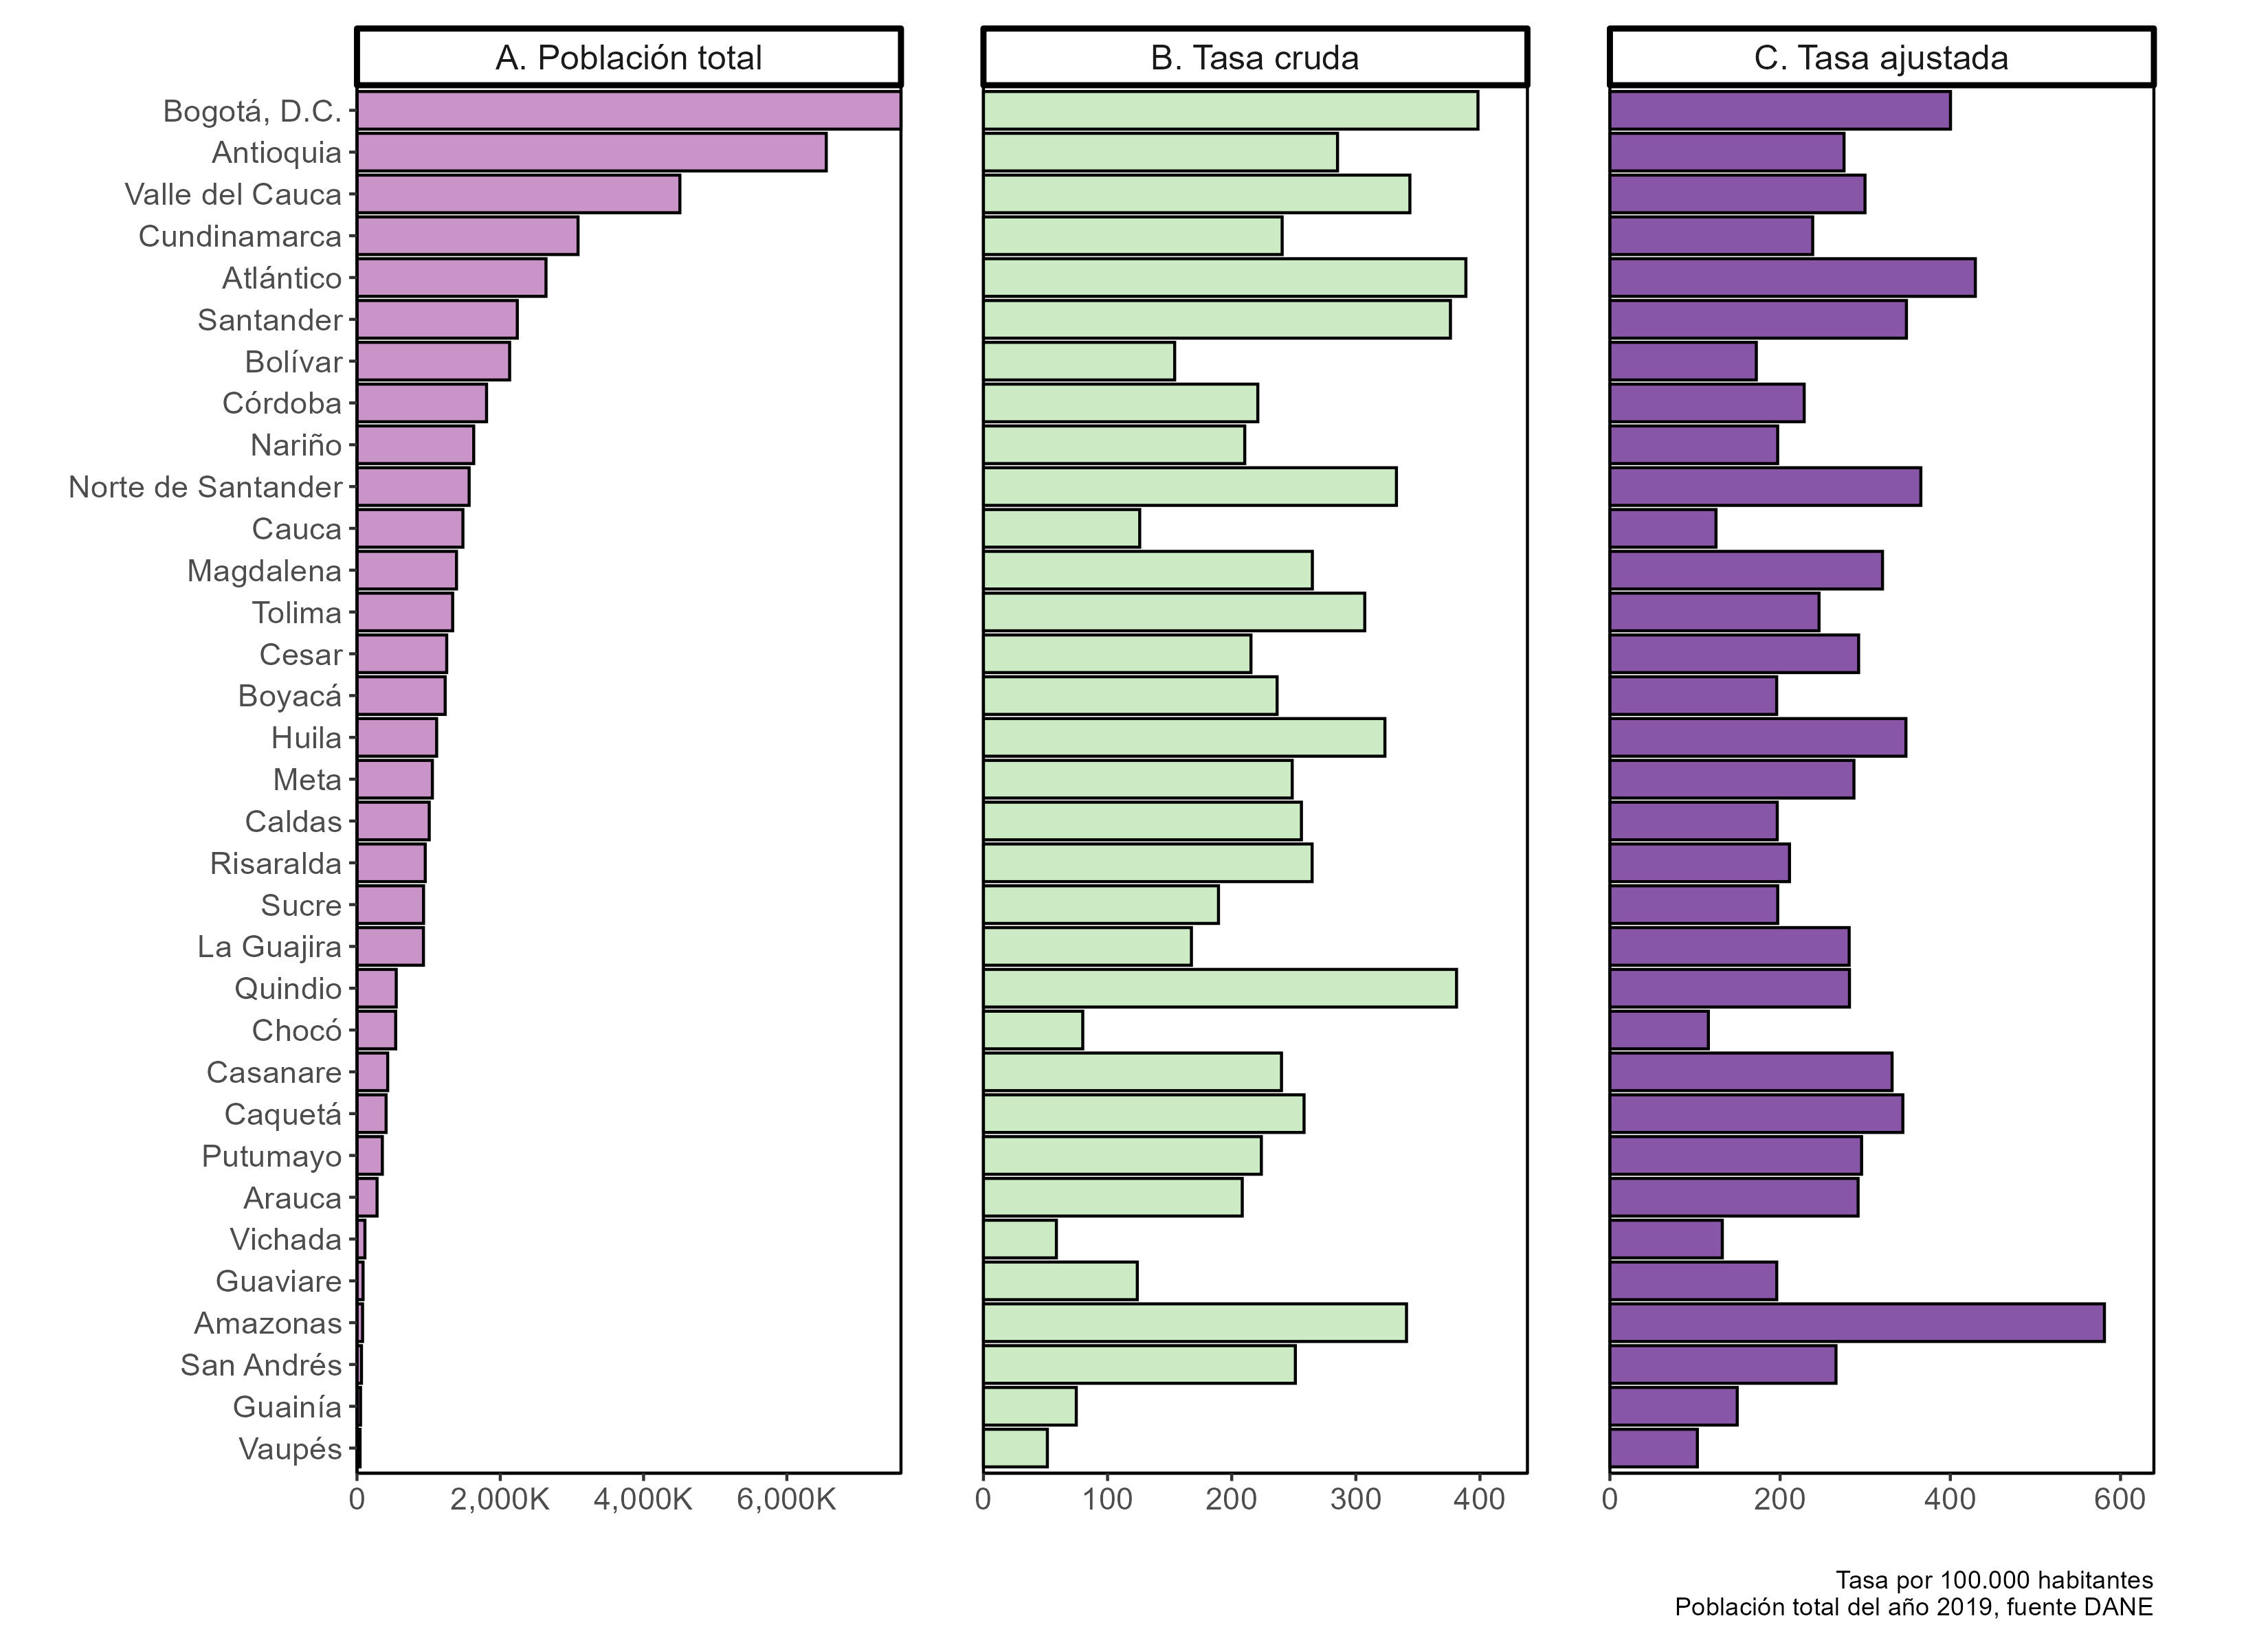 A. Población total
B. Tasa cruda
C. Tasa ajustada
Bogotá, D.C.
Antioquia
Valle del Cauca
Cundinamarca
Atlántico
Santander
Bolívar
Córdoba
Nariño
Norte de Santander
Cauca
Magdalena
Tolima
Cesar
Boyacá
Huila
Meta
Caldas
Risaralda
Sucre
La Guajira
Quindio
Chocó
Casanare
Caquetá
Putumayo
Arauca
Vichada
Guaviare
Amazonas
San Andrés
Guainía
Vaupés
0 2,000K 4,000K 6,000K
0 100 200 300 400
0 200 400 600
Tasa por 100.000 habitantes
Población total del año 2019, fuente DANE